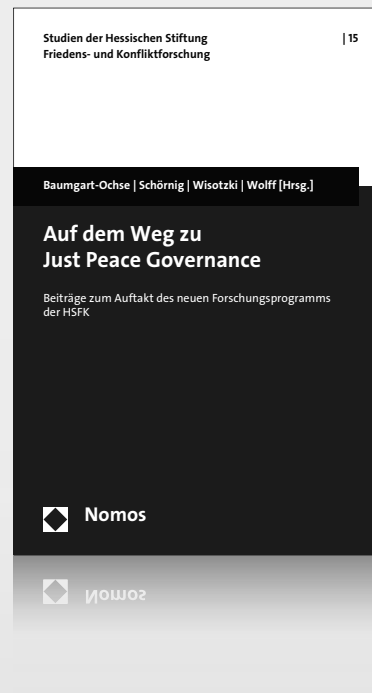 Studien der Hessischen Stiftung | 15
Friedens- und Konfliktforschung
Baumgart-Ochse | Schörnig | Wisotzki | Wolff [Hrsg.]
Auf dem Weg zu
Just Peace Governance
Beiträge zum Auftakt des neuen Forschungsprogramms
der HSFK
Nomos
Nomos